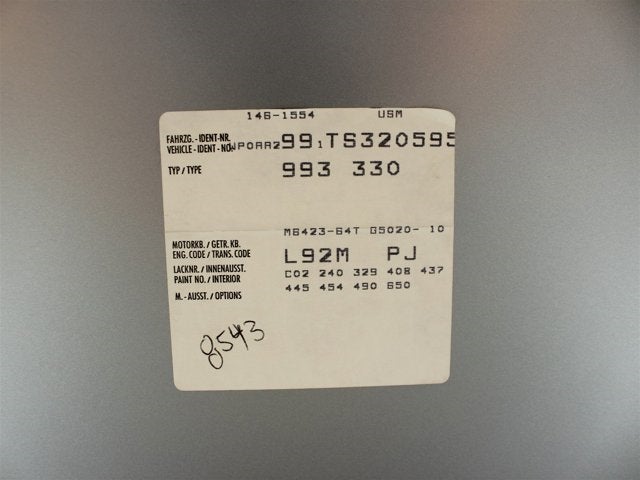 146-1554 USM
FAHRZG.-IDENT-NR.
VEHICLE-IDENT-NO. WP0AA299 1TS320595
TYP / TYPE 993 330
M6423-64T G5020- 10
MOTORKB. / GETR. KB.
ENG. CODE / TRANS. CODE L92M PJ
LACKNR. / INNENAUSST. C02 240 329 408 437
PAINT NO. / INTERIOR
M.-AUSST. / OPTIONS 445 454 490 650
8543